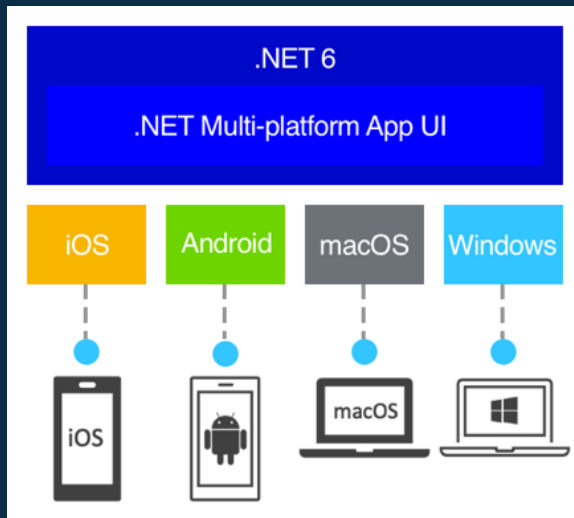 .NET 6
.NET Multi-platform App UI
iOS
Android
macOS
Windows
iOS
macOS